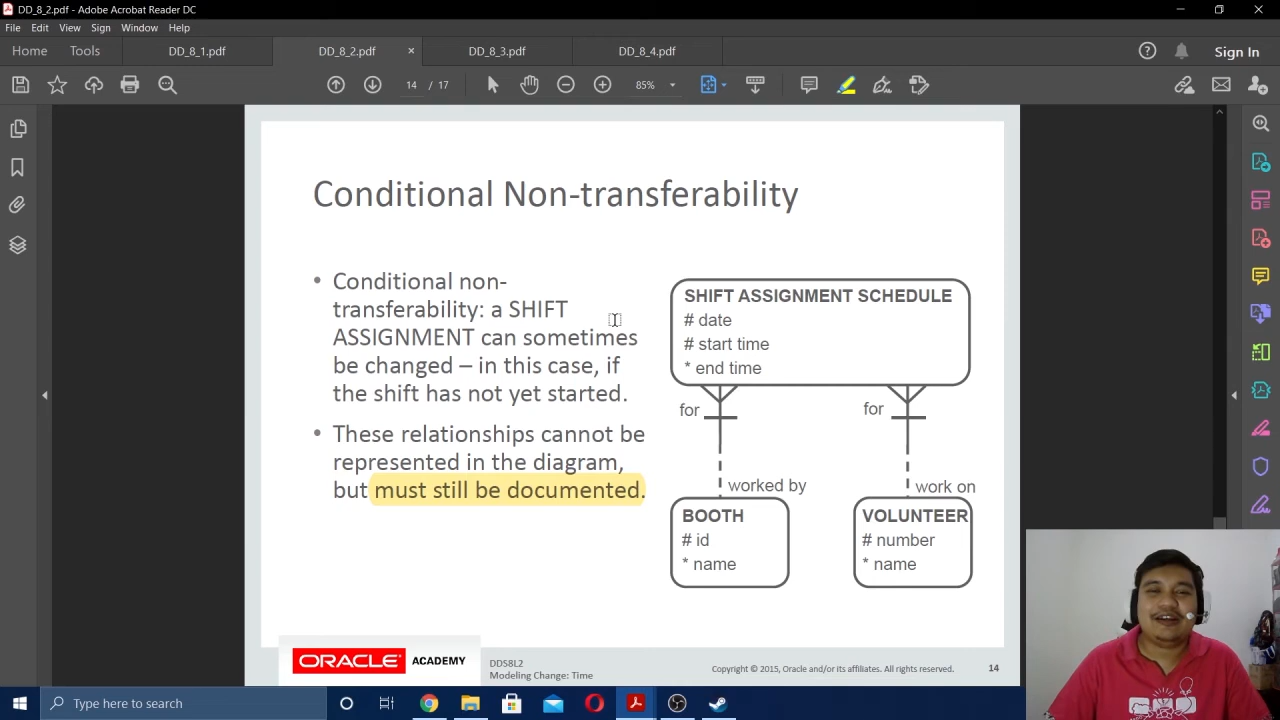 DD_8_2.pdf - Adobe Acrobat Reader DC
File Edit View Sign Window Help
Home Tools DD_8_1.pdf DD_8_2.pdf × DD_8_3.pdf DD_8_4.pdf Sign In
14 / 17 85%
Conditional Non-transferability
• Conditional non-
transferability: a SHIFT
ASSIGNMENT can sometimes
be changed – in this case, if
the shift has not yet started.
• These relationships cannot be
represented in the diagram,
but must still be documented.
SHIFT ASSIGNMENT SCHEDULE
# date
# start time
* end time
for
for
worked by
work on
BOOTH
# id
* name
VOLUNTEER
# number
* name
ORACLE ACADEMY
DDS8L2
Modeling Change: Time
Copyright © 2015, Oracle and/or its affiliates. All rights reserved.
14
Type here to search